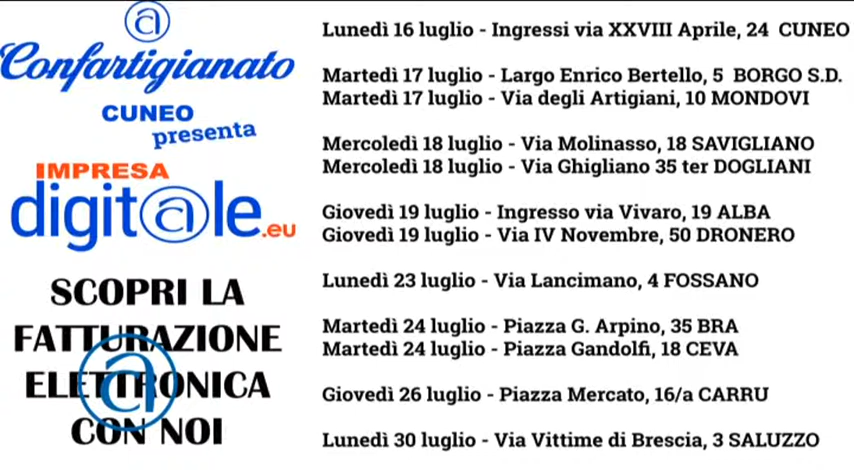 Confartigianato
CUNEO
presenta
IMPRESA
digit@le.eu
SCOPRI LA
FATTURAZIONE
ELETTRONICA
CON NOI
Lunedì 16 luglio - Ingressi via XXVIII Aprile, 24 CUNEO
Martedì 17 luglio - Largo Enrico Bertello, 5 BORGO S.D.
Martedì 17 luglio - Via degli Artigiani, 10 MONDOVI
Mercoledì 18 luglio - Via Molinasso, 18 SAVIGLIANO
Mercoledì 18 luglio - Via Ghigliano 35 ter DOGLIANI
Giovedì 19 luglio - Ingresso via Vivaro, 19 ALBA
Giovedì 19 luglio - Via IV Novembre, 50 DRONERO
Lunedì 23 luglio - Via Lancimano, 4 FOSSANO
Martedì 24 luglio - Piazza G. Arpino, 35 BRA
Martedì 24 luglio - Piazza Gandolfi, 18 CEVA
Giovedì 26 luglio - Piazza Mercato, 16/a CARRU
Lunedì 30 luglio - Via Vittime di Brescia, 3 SALUZZO